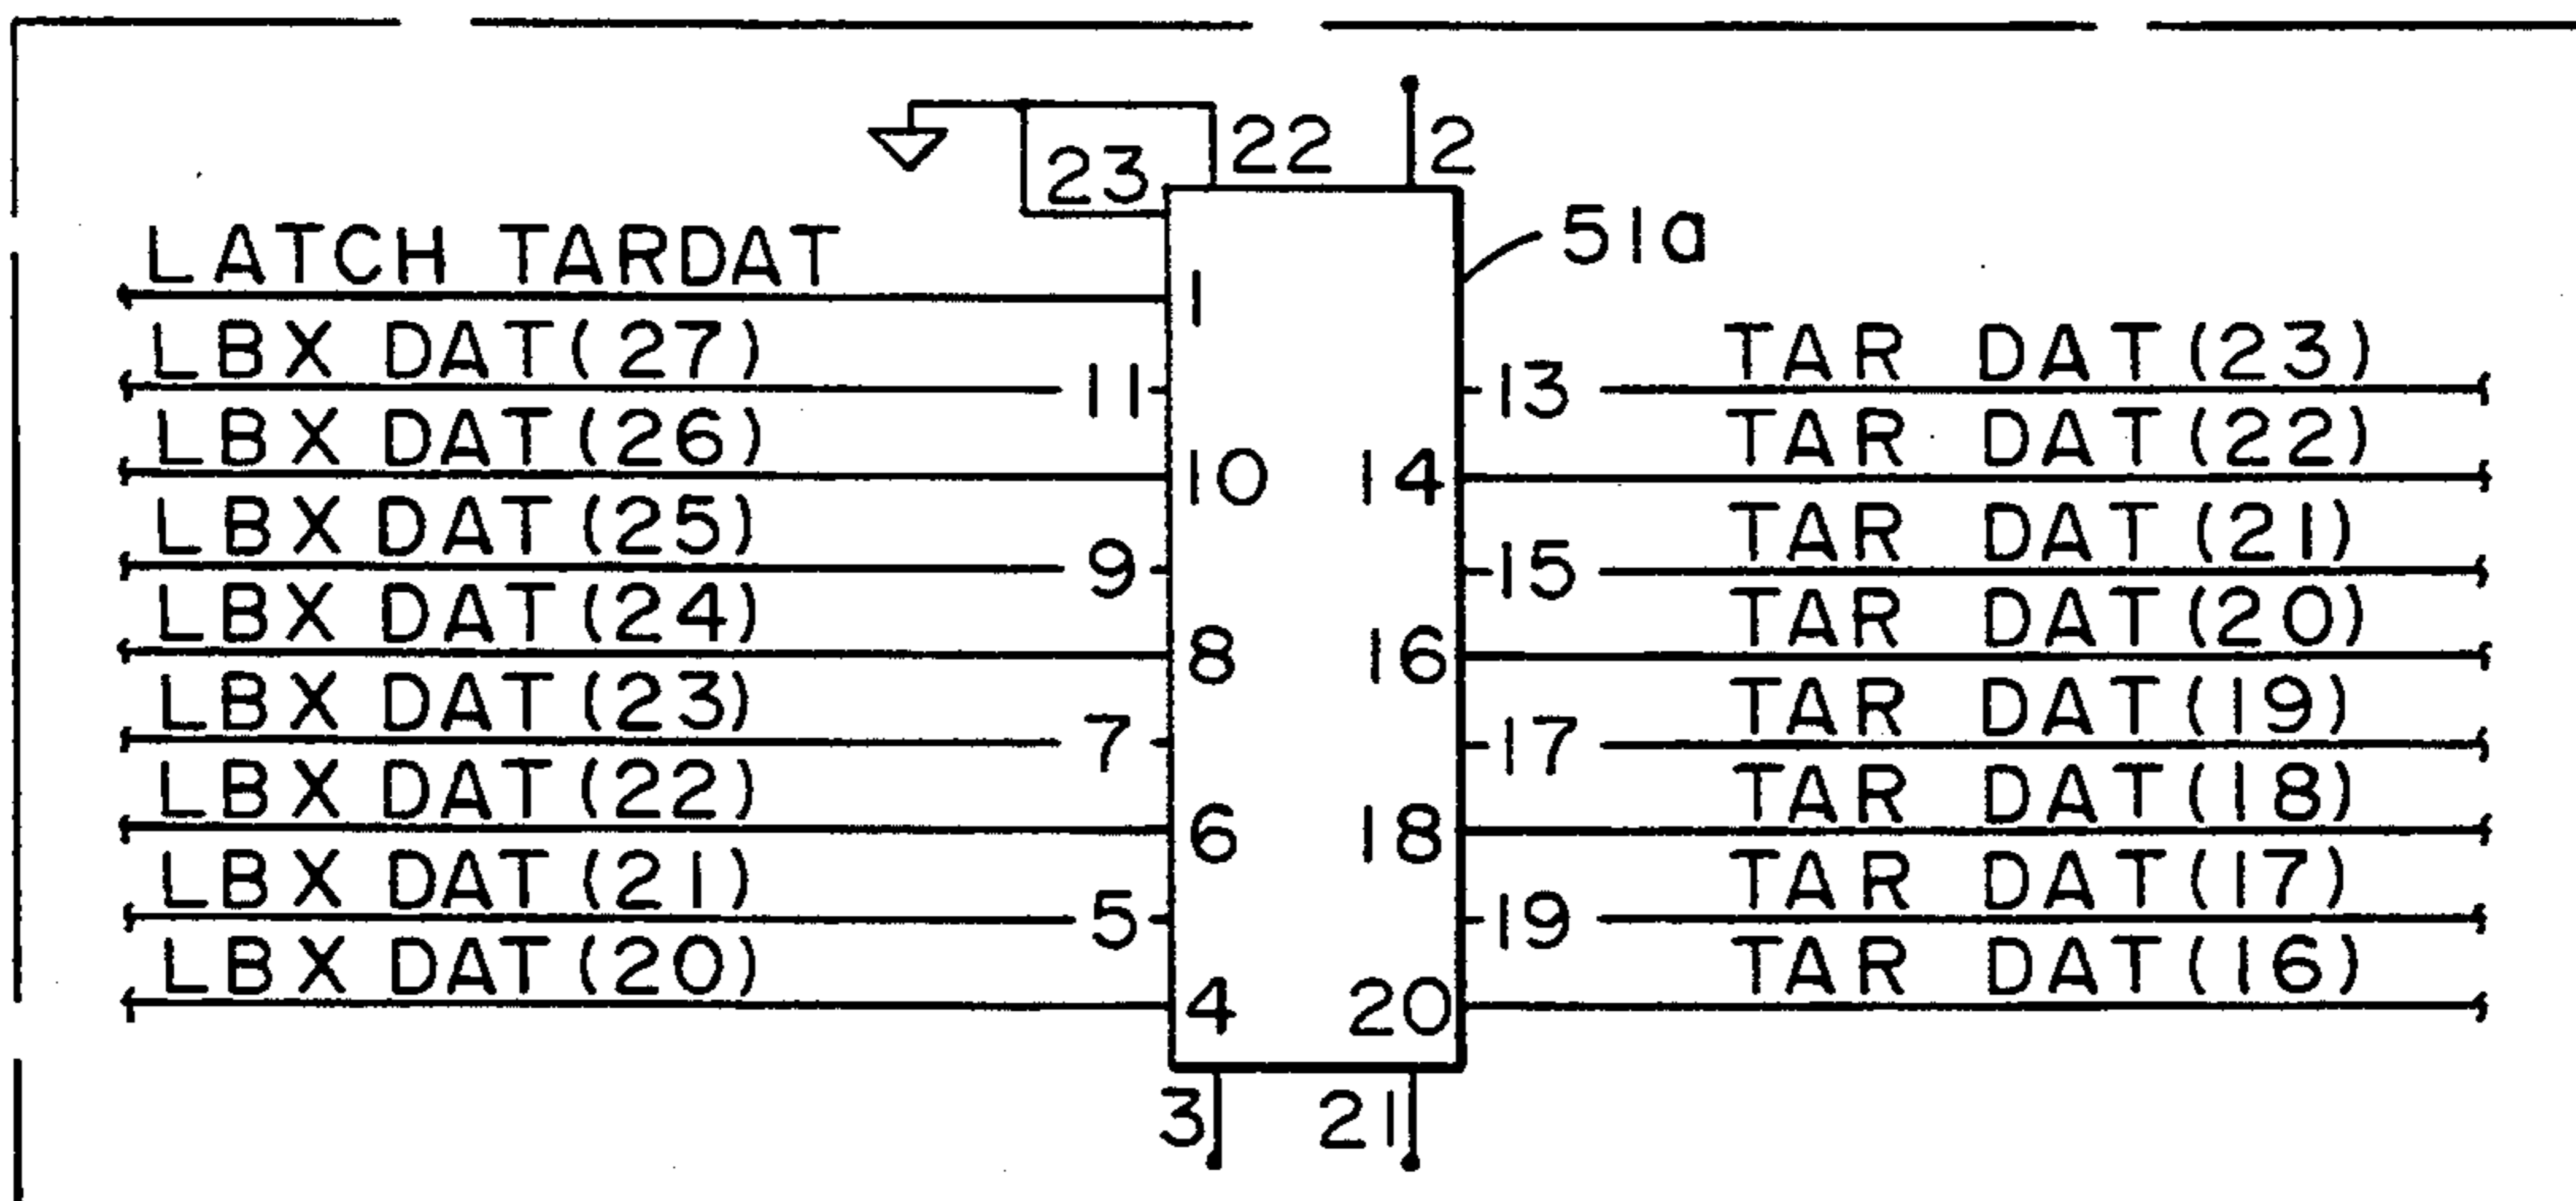 22 2
23
51a
LATCH TARDAT 1
LBX DAT(27) 11 13 TAR DAT(23)
LBX DAT(26) 10 14 TAR DAT(22)
LBX DAT(25) 9 15 TAR DAT(21)
LBX DAT(24) 8 16 TAR DAT(20)
LBX DAT(23) 7 17 TAR DAT(19)
LBX DAT(22) 6 18 TAR DAT(18)
LBX DAT(21) 5 19 TAR DAT(17)
LBX DAT(20) 4 20 TAR DAT(16)
3 21